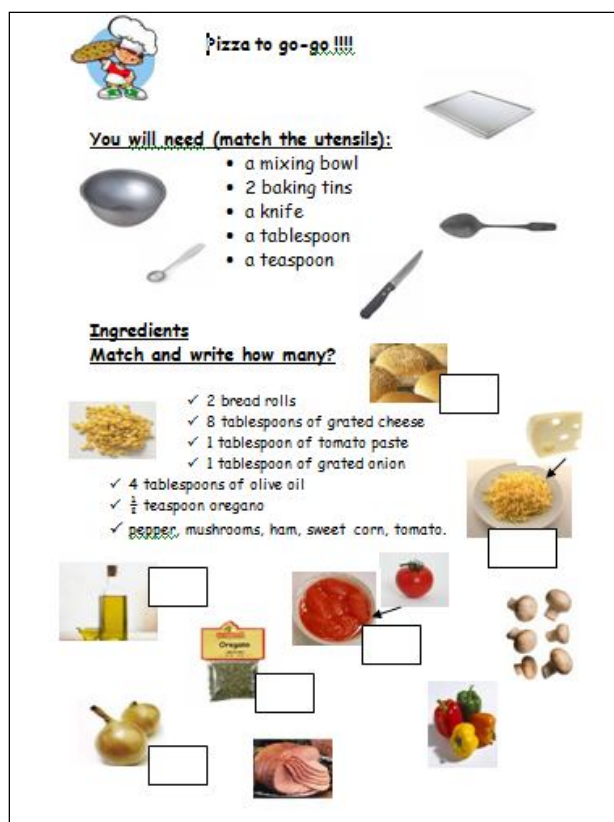 Pizza to go-go !!!!
You will need (match the utensils):
• a mixing bowl
• 2 baking tins
• a knife
• a tablespoon
• a teaspoon
Ingredients
Match and write how many?
✓ 2 bread rolls
✓ 8 tablespoons of grated cheese
✓ 1 tablespoon of tomato paste
✓ 1 tablespoon of grated onion
✓ 4 tablespoons of olive oil
✓ ½ teaspoon oregano
✓ pepper, mushrooms, ham, sweet corn, tomato.
Oregano